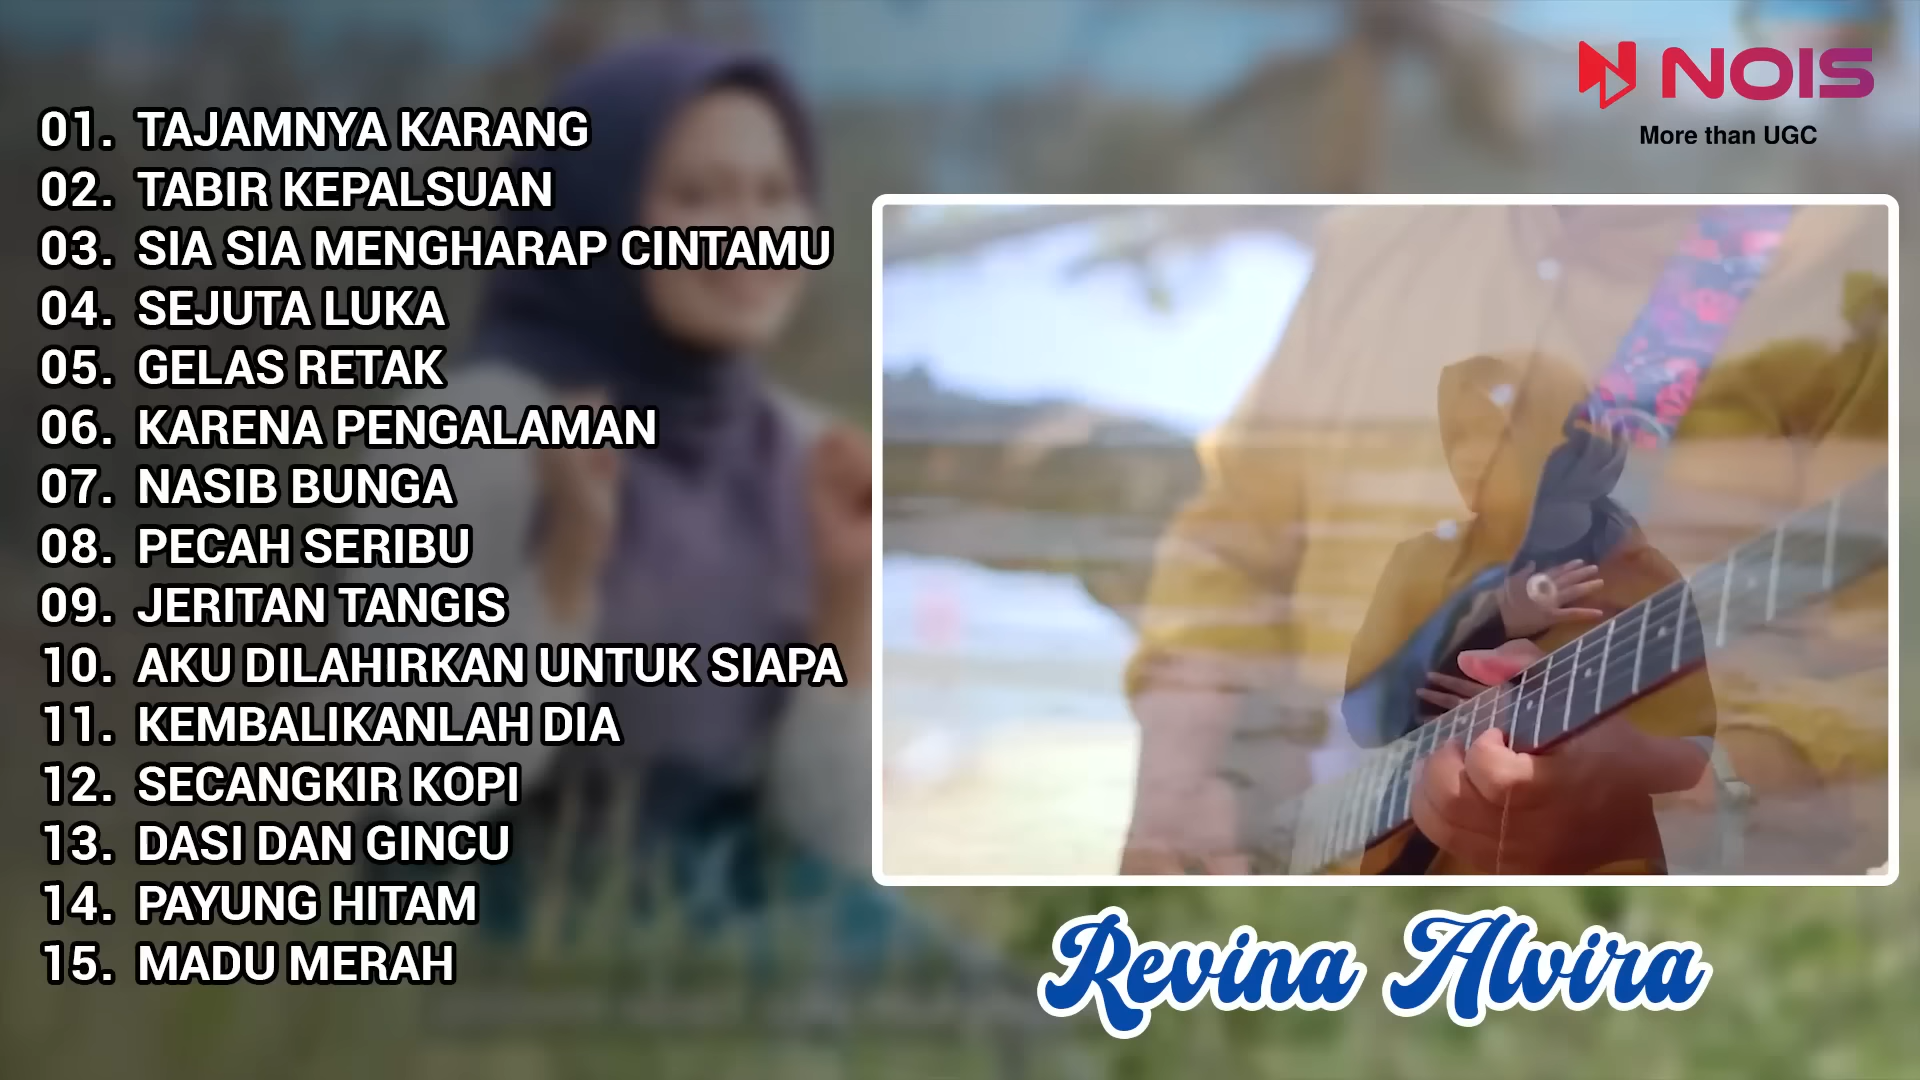 NOIS
More than UGC
01. TAJAMNYA KARANG
02. TABIR KEPALSUAN
03. SIA SIA MENGHARAP CINTAMU
04. SEJUTA LUKA
05. GELAS RETAK
06. KARENA PENGALAMAN
07. NASIB BUNGA
08. PECAH SERIBU
09. JERITAN TANGIS
10. AKU DILAHIRKAN UNTUK SIAPA
11. KEMBALIKANLAH DIA
12. SECANGKIR KOPI
13. DASI DAN GINCU
14. PAYUNG HITAM
15. MADU MERAH
Revina Alvira